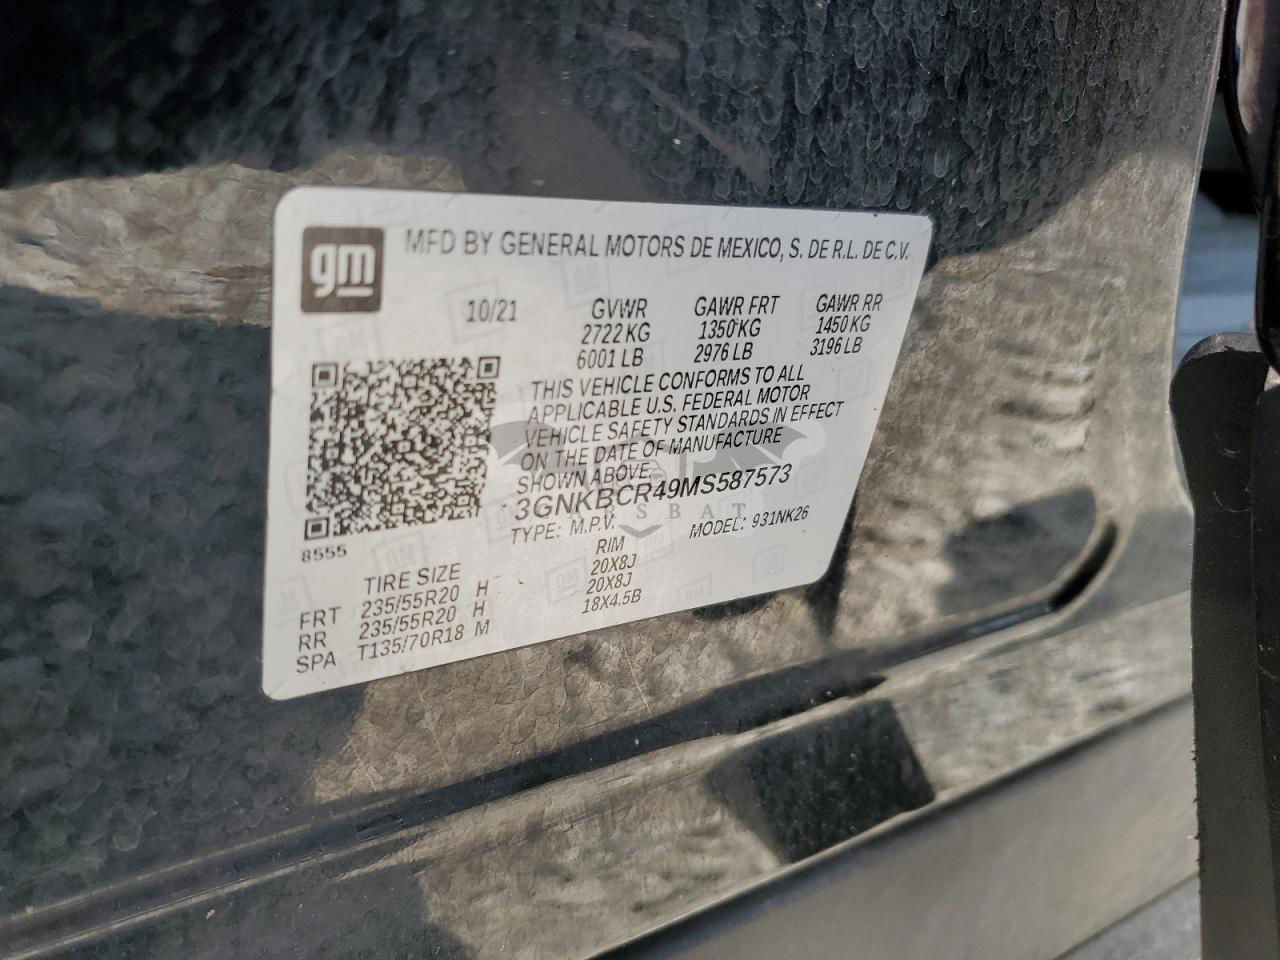 gm MFD BY GENERAL MOTORS DE MEXICO, S. DE R.L. DE C.V.
10/21 GVWR GAWR FRT GAWR RR
2722 KG 1350 KG 1450 KG
6001 LB 2976 LB 3196 LB
THIS VEHICLE CONFORMS TO ALL
APPLICABLE U.S. FEDERAL MOTOR
VEHICLE SAFETY STANDARDS IN EFFECT
ON THE DATE OF MANUFACTURE
SHOWN ABOVE.
3GNKBCR49MS587573
TYPE: M.P.V. MODEL: 931NK26
8555
TIRE SIZE RIM
FRT 235/55R20 H 20X8J
RR 235/55R20 H 20X8J
SPA T135/70R18 M 18X4.5B